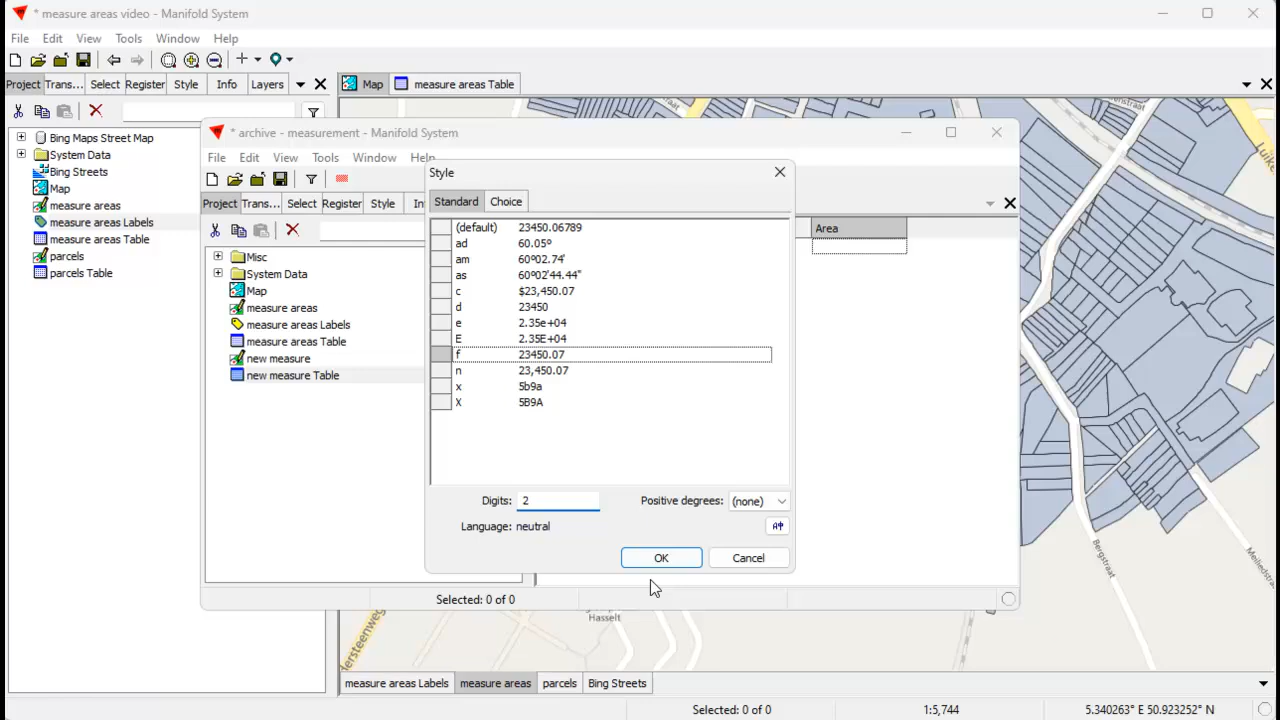 * measure areas video - Manifold System
File Edit View Tools Window Help
Project Trans... Select Register Style Info Layers
Map measure areas Table
Bing Maps Street Map
System Data
Bing Streets
Map
measure areas
measure areas Labels
measure areas Table
parcels
parcels Table
* archive - measurement - Manifold System
File Edit View Tools Window Help
Project Trans... Select Register Style
Misc
System Data
Map
measure areas
measure areas Labels
measure areas Table
new measure
new measure Table
Area
Style
Standard Choice
(default) 23450.06789
ad 60.05º
am 60º02.74'
as 60º02'44.44"
c $23,450.07
d 23450
e 2.35e+04
E 2.35E+04
f 23450.07
n 23,450.07
x 5b9a
X 5B9A
Digits: 2 Positive degrees: (none)
Language: neutral
OK Cancel
Selected: 0 of 0
Hasselt
Bergstraat
measure areas Labels measure areas parcels Bing Streets
Selected: 0 of 0 1:5,744 5.340263° E 50.923252° N